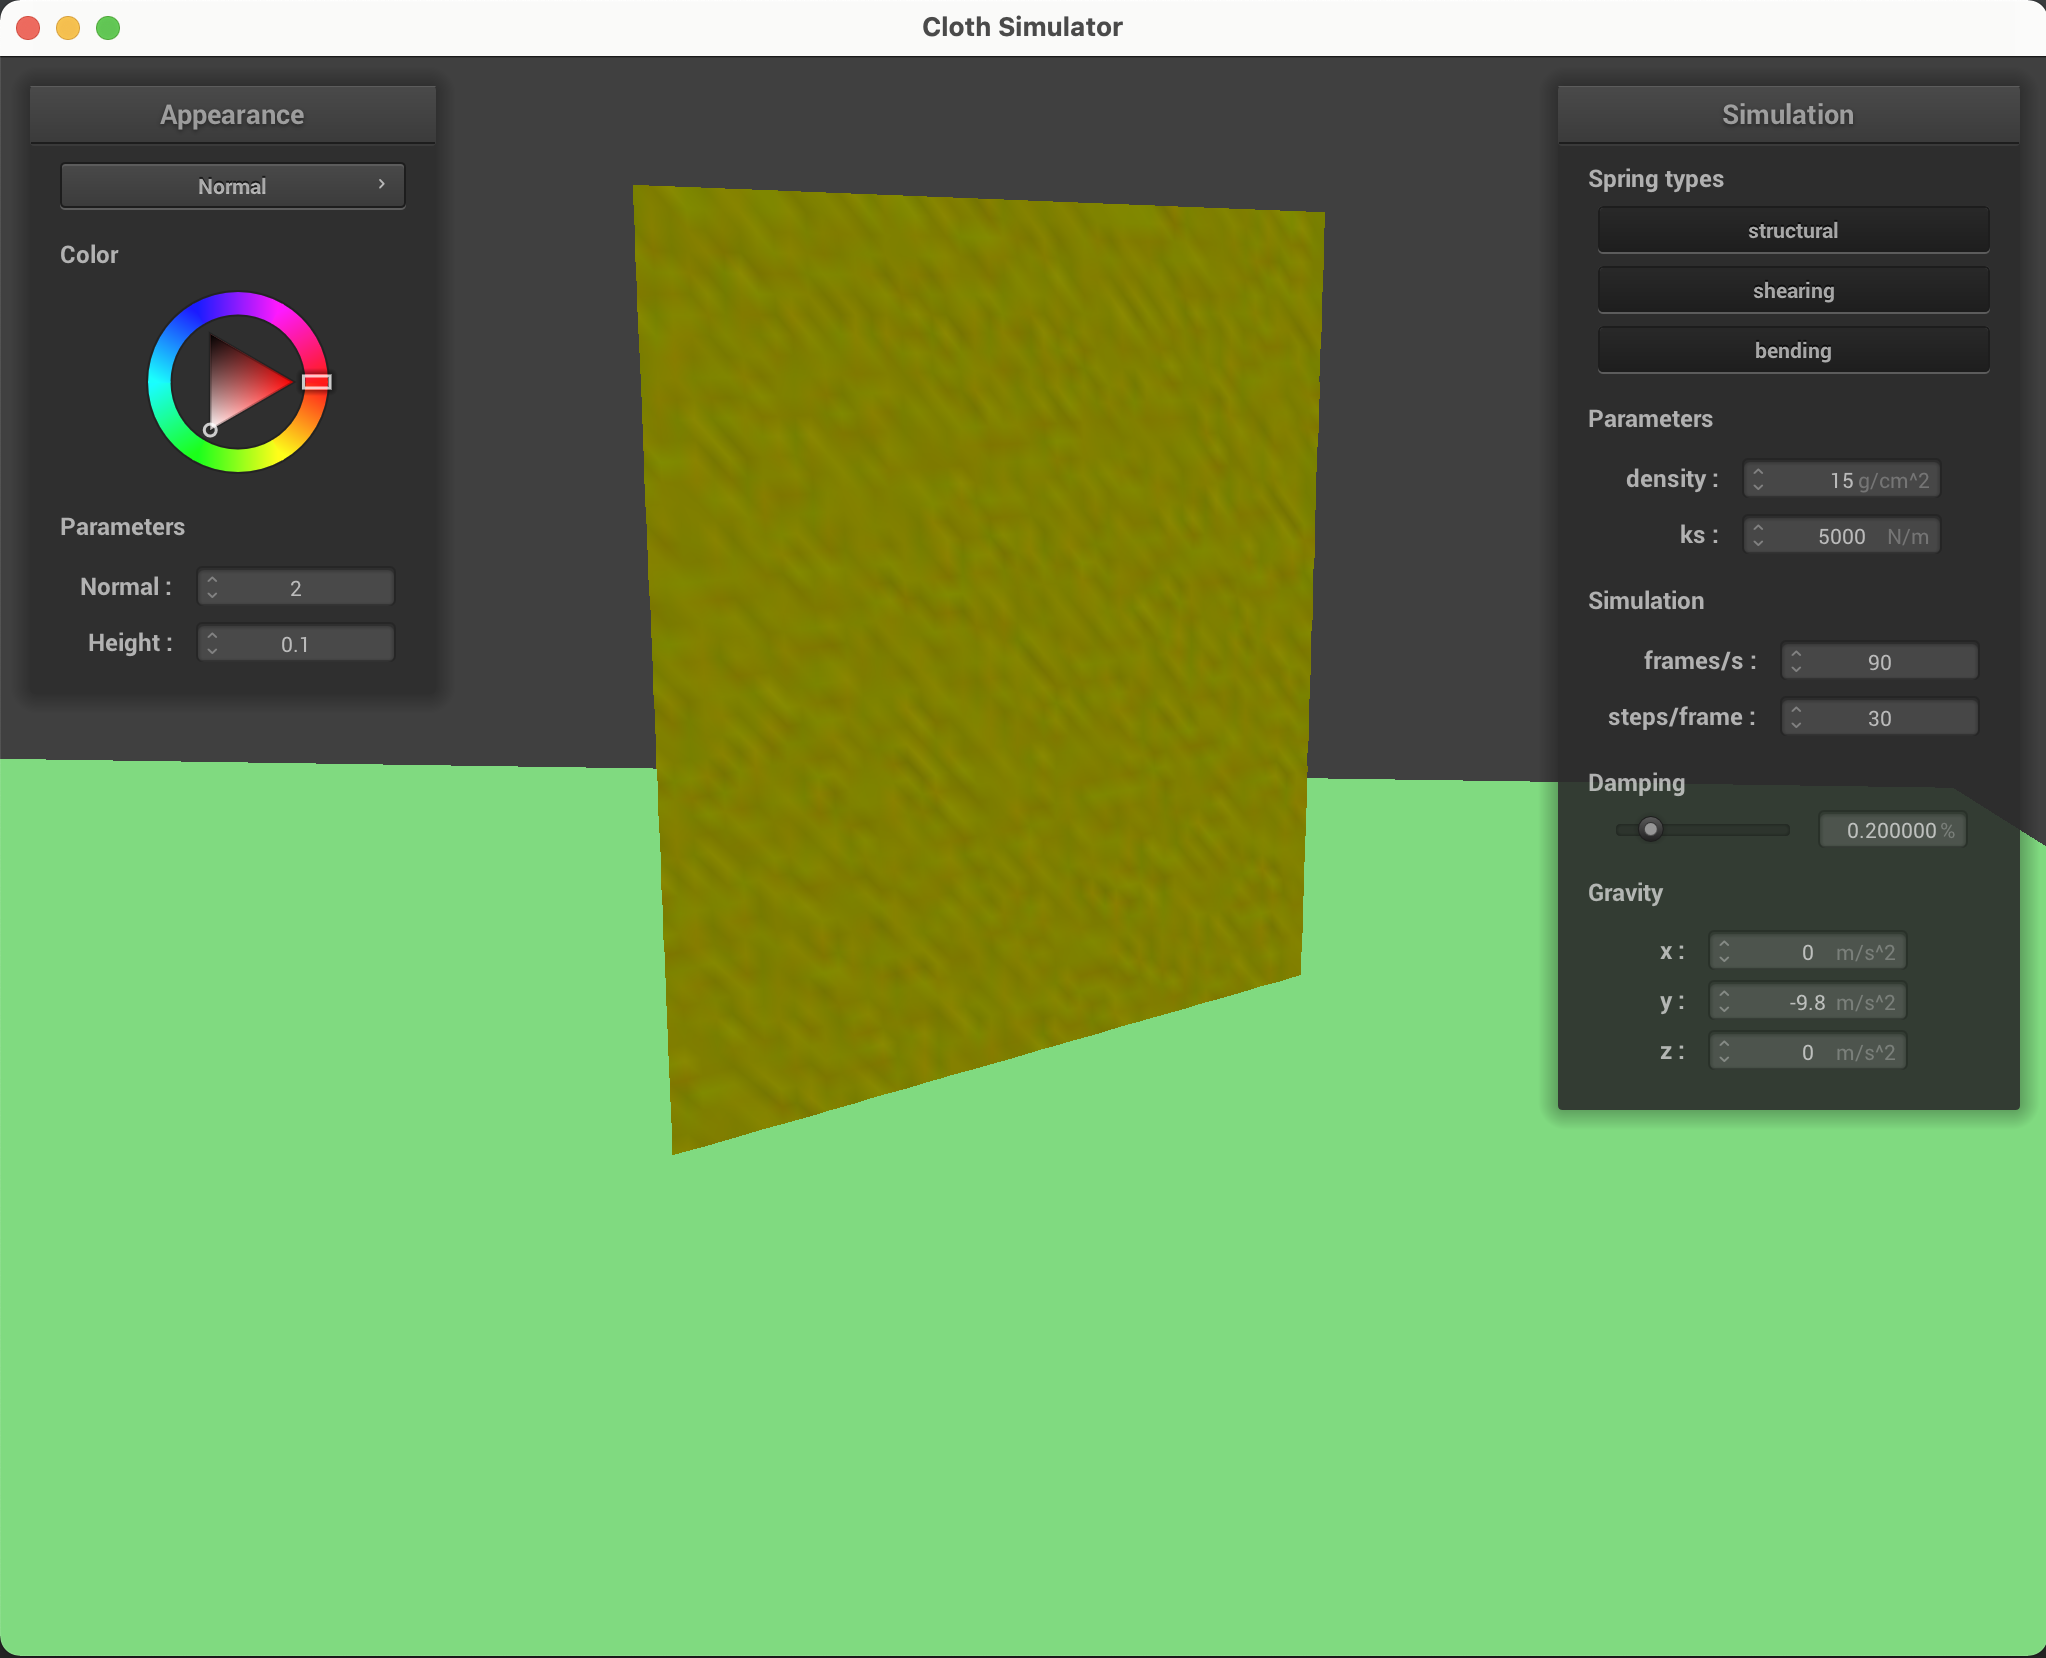 Cloth Simulator
Appearance
Normal
Color
Parameters
Normal : 2
Height : 0.1
Simulation
Spring types
structural
shearing
bending
Parameters
density : 15 g/cm^2
ks : 5000 N/m
Simulation
frames/s : 90
steps/frame : 30
Damping
0.200000 %
Gravity
x : 0 m/s^2
y : -9.8 m/s^2
z : 0 m/s^2